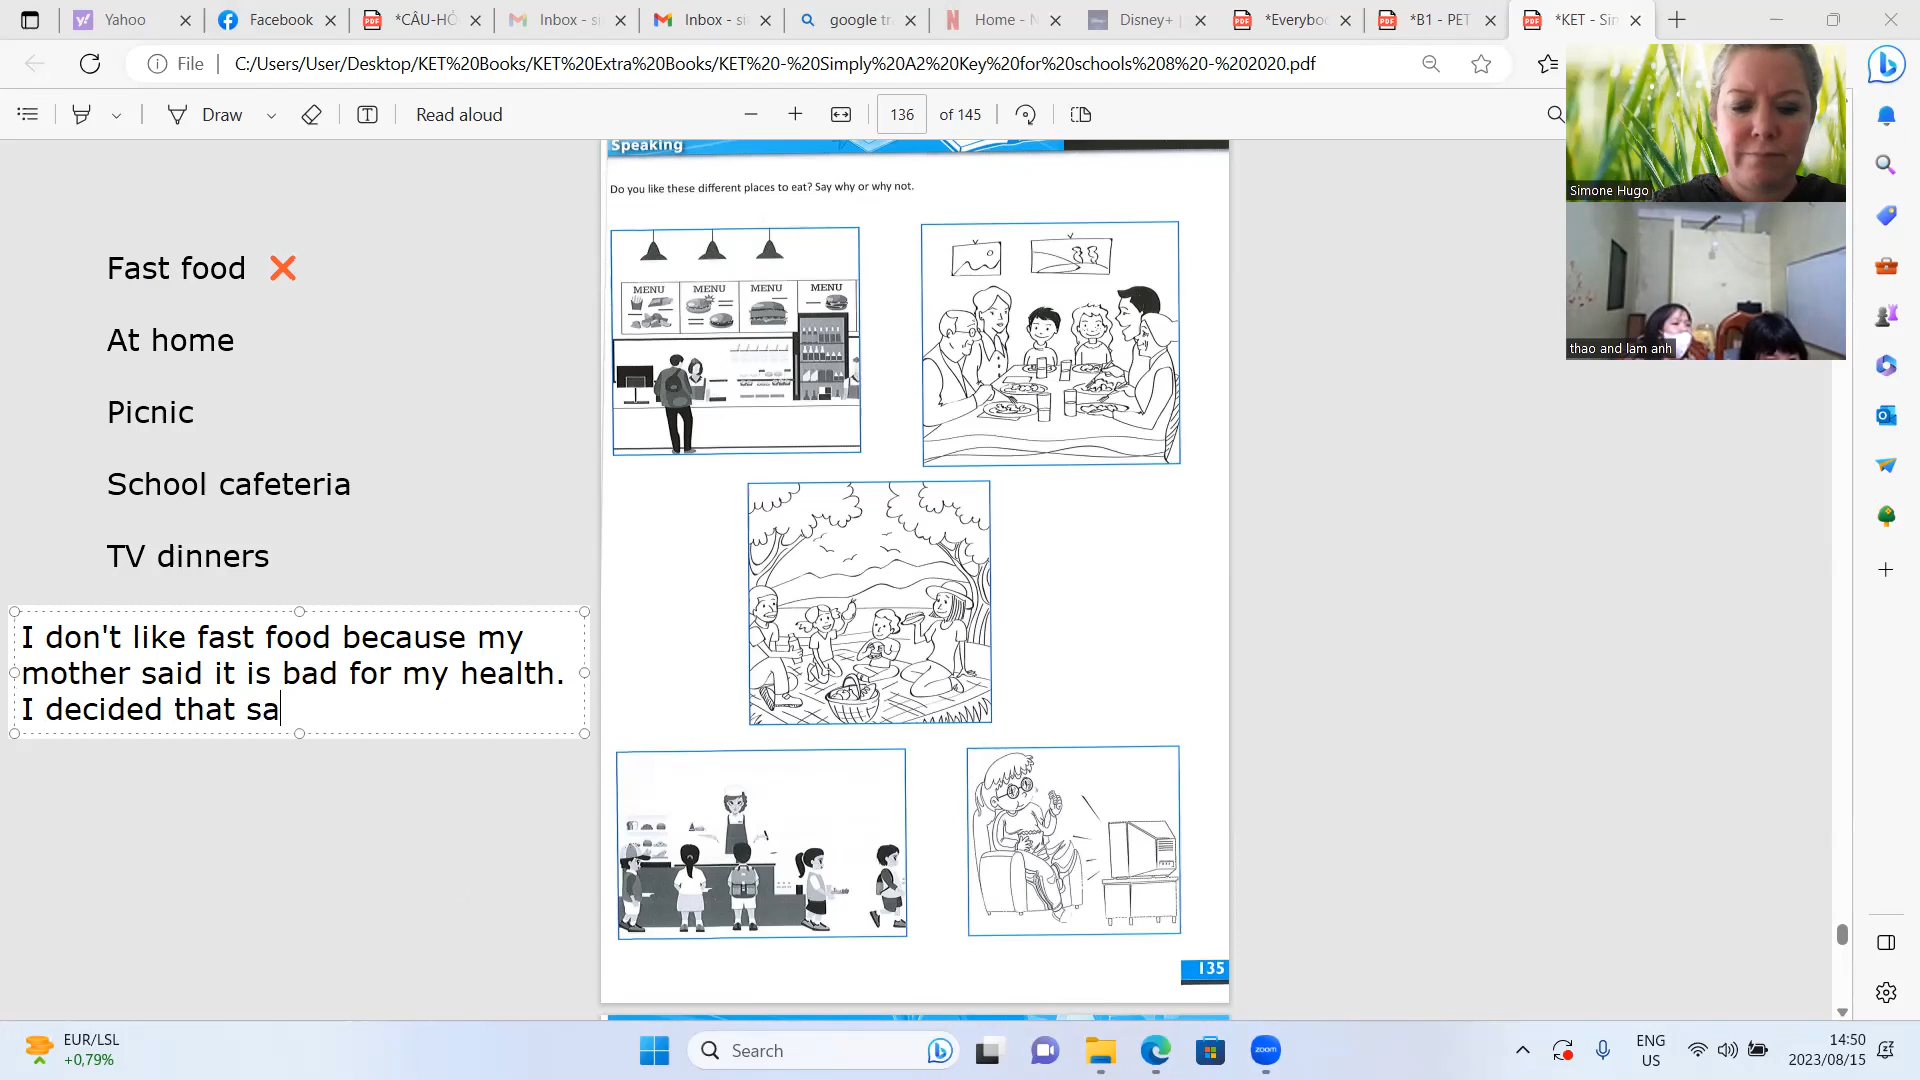 Yahoo
Facebook
*CÂU-HỎ
Inbox - si
Inbox - si
google tr
Home - N
Disney+ |
*Everybo
*B1 - PET
*KET - Sin
File
C:/Users/User/Desktop/KET%20Books/KET%20Extra%20Books/KET%20-%20Simply%20A2%20Key%20for%20schools%208%20-%202020.pdf
Draw
Read aloud
136 of 145
Speaking
Do you like these different places to eat? Say why or why not.
MENU MENU MENU MENU
Fast food
At home
Picnic
School cafeteria
TV dinners
I don't like fast food because my
mother said it is bad for my health.
I decided that sa
135
Simone Hugo
thao and lam anh
EUR/LSL
+0,79%
Search
zoom
ENG
US
14:50
2023/08/15